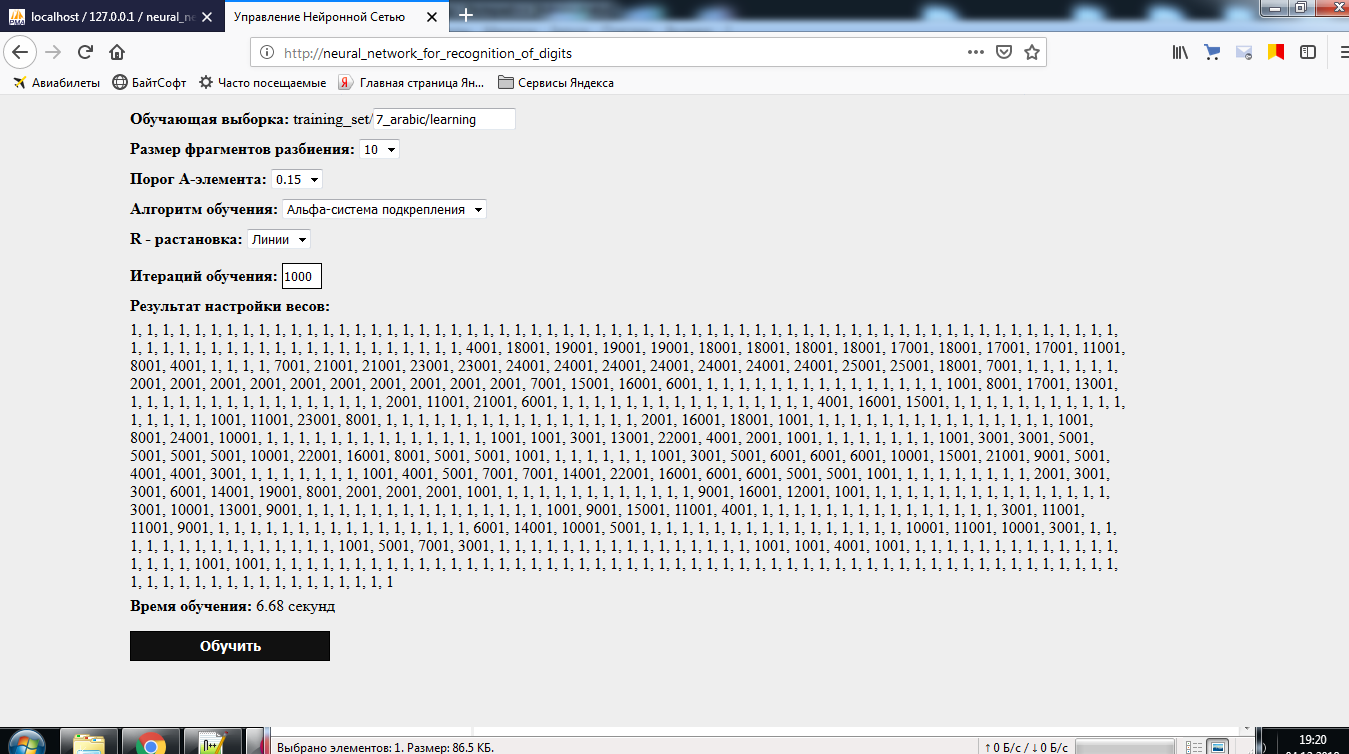 localhost / 127.0.0.1 / neural_ne
Управление Нейронной Сетью
http://neural_network_for_recognition_of_digits
Авиабилеты БайтСофт Часто посещаемые Главная страница Ян... Сервисы Яндекса
Обучающая выборка: training_set/ 7_arabic/learning
Размер фрагментов разбиения: 10
Порог А-элемента: 0.15
Алгоритм обучения: Альфа-система подкрепления
R - растановка: Линии
Итераций обучения: 1000
Результат настройки весов:
1, 1, 1, 1, 1, 1, 1, 1, 1, 1, 1, 1, 1, 1, 1, 1, 1, 1, 1, 1, 1, 1, 1, 1, 1, 1, 1, 1, 1, 1, 1, 1, 1, 1, 1, 1, 1, 1, 1, 1, 1, 1, 1, 1, 1, 1, 1, 1, 1, 1, 1, 1, 1, 1, 1, 1, 1, 1, 1, 1, 1, 1,
1, 1, 1, 1, 1, 1, 1, 1, 1, 1, 1, 1, 1, 1, 1, 1, 1, 1, 1, 1, 1, 4001, 18001, 19001, 19001, 19001, 18001, 18001, 18001, 18001, 17001, 18001, 17001, 17001, 11001,
8001, 4001, 1, 1, 1, 1, 7001, 21001, 21001, 23001, 23001, 24001, 24001, 24001, 24001, 24001, 24001, 24001, 24001, 25001, 25001, 18001, 7001, 1, 1, 1, 1, 1, 1,
2001, 2001, 2001, 2001, 2001, 2001, 2001, 2001, 2001, 2001, 7001, 15001, 16001, 6001, 1, 1, 1, 1, 1, 1, 1, 1, 1, 1, 1, 1, 1, 1, 1, 1001, 8001, 17001, 13001,
1, 1, 1, 1, 1, 1, 1, 1, 1, 1, 1, 1, 1, 1, 1, 1, 2001, 11001, 21001, 6001, 1, 1, 1, 1, 1, 1, 1, 1, 1, 1, 1, 1, 1, 1, 1, 1, 4001, 16001, 15001, 1, 1, 1, 1, 1, 1, 1, 1, 1, 1, 1,
1, 1, 1, 1, 1, 1001, 11001, 23001, 8001, 1, 1, 1, 1, 1, 1, 1, 1, 1, 1, 1, 1, 1, 1, 1, 1, 2001, 16001, 18001, 1001, 1, 1, 1, 1, 1, 1, 1, 1, 1, 1, 1, 1, 1, 1, 1, 1001,
8001, 24001, 10001, 1, 1, 1, 1, 1, 1, 1, 1, 1, 1, 1, 1, 1, 1, 1001, 1001, 3001, 13001, 22001, 4001, 2001, 1001, 1, 1, 1, 1, 1, 1, 1, 1001, 3001, 3001, 5001,
5001, 5001, 5001, 10001, 22001, 16001, 8001, 5001, 5001, 1001, 1, 1, 1, 1, 1, 1, 1001, 3001, 5001, 6001, 6001, 6001, 10001, 15001, 21001, 9001, 5001,
4001, 4001, 3001, 1, 1, 1, 1, 1, 1, 1, 1001, 4001, 5001, 7001, 7001, 14001, 22001, 16001, 6001, 6001, 5001, 5001, 1001, 1, 1, 1, 1, 1, 1, 1, 1, 2001, 3001,
3001, 6001, 14001, 19001, 8001, 2001, 2001, 2001, 1001, 1, 1, 1, 1, 1, 1, 1, 1, 1, 1, 1, 1, 9001, 16001, 12001, 1001, 1, 1, 1, 1, 1, 1, 1, 1, 1, 1, 1, 1, 1, 1, 1,
3001, 10001, 13001, 9001, 1, 1, 1, 1, 1, 1, 1, 1, 1, 1, 1, 1, 1, 1, 1, 1001, 9001, 15001, 11001, 4001, 1, 1, 1, 1, 1, 1, 1, 1, 1, 1, 1, 1, 1, 1, 1, 3001, 11001,
11001, 9001, 1, 1, 1, 1, 1, 1, 1, 1, 1, 1, 1, 1, 1, 1, 1, 1, 6001, 14001, 10001, 5001, 1, 1, 1, 1, 1, 1, 1, 1, 1, 1, 1, 1, 1, 1, 1, 1, 10001, 11001, 10001, 3001, 1, 1,
1, 1, 1, 1, 1, 1, 1, 1, 1, 1, 1, 1, 1, 1001, 5001, 7001, 3001, 1, 1, 1, 1, 1, 1, 1, 1, 1, 1, 1, 1, 1, 1, 1, 1, 1001, 1001, 4001, 1001, 1, 1, 1, 1, 1, 1, 1, 1, 1, 1, 1, 1, 1,
1, 1, 1, 1, 1001, 1001, 1, 1, 1, 1, 1, 1, 1, 1, 1, 1, 1, 1, 1, 1, 1, 1, 1, 1, 1, 1, 1, 1, 1, 1, 1, 1, 1, 1, 1, 1, 1, 1, 1, 1, 1, 1, 1, 1, 1, 1, 1, 1, 1, 1, 1, 1, 1, 1, 1, 1, 1, 1, 1,
1, 1, 1, 1, 1, 1, 1, 1, 1, 1, 1, 1, 1, 1, 1, 1, 1
Время обучения: 6.68 секунд
Обучить
Выбрано элементов: 1. Размер: 86.5 КБ.
↑ 0 Б/с / ↓ 0 Б/с
19:20